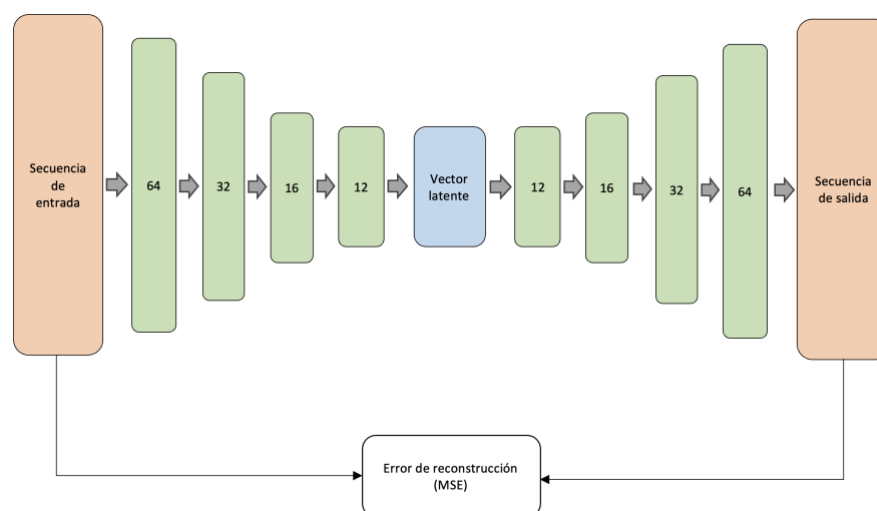 Secuencia
de
entrada
64
32
16
12
Vector
latente
12
16
32
64
Secuencia
de salida
Error de reconstrucción
(MSE)